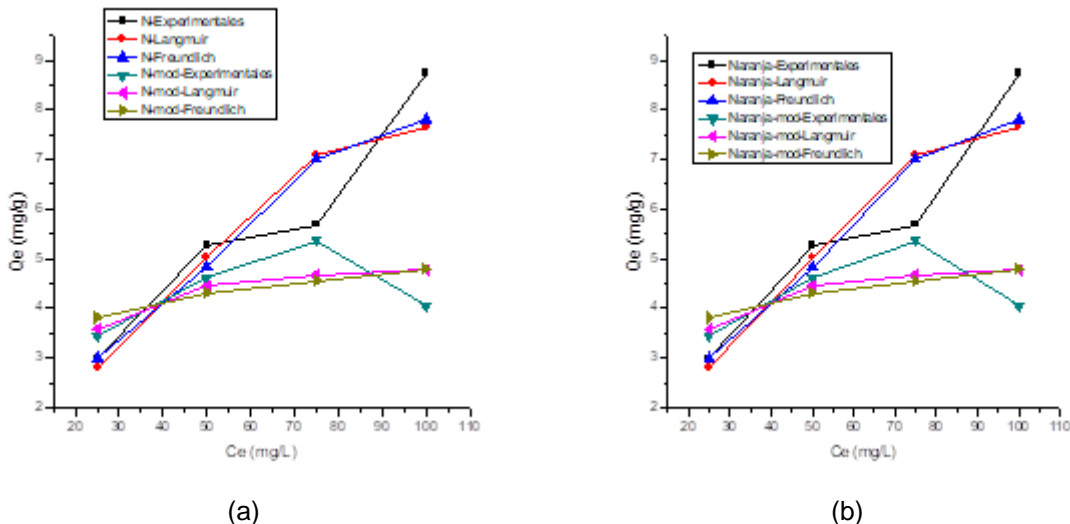 N-Experimentales
N-Langmuir
N-Freundlich
N-mod-Experimentales
N-mod-Langmuir
N-mod-Freundlich
9
8
7
6
5
4
3
2
Qe (mg/g)
20 30 40 50 60 70 80 90 100 110
Ce (mg/L)
(a)
Naranja-Experimentales
Naranja-Langmuir
Naranja-Freundlich
Naranja-mod-Experimentales
Naranja-mod-Langmuir
Naranja-mod-Freundlich
9
8
7
6
5
4
3
2
Qe (mg/g)
20 30 40 50 60 70 80 90 100 110
Ce (mg/L)
(b)